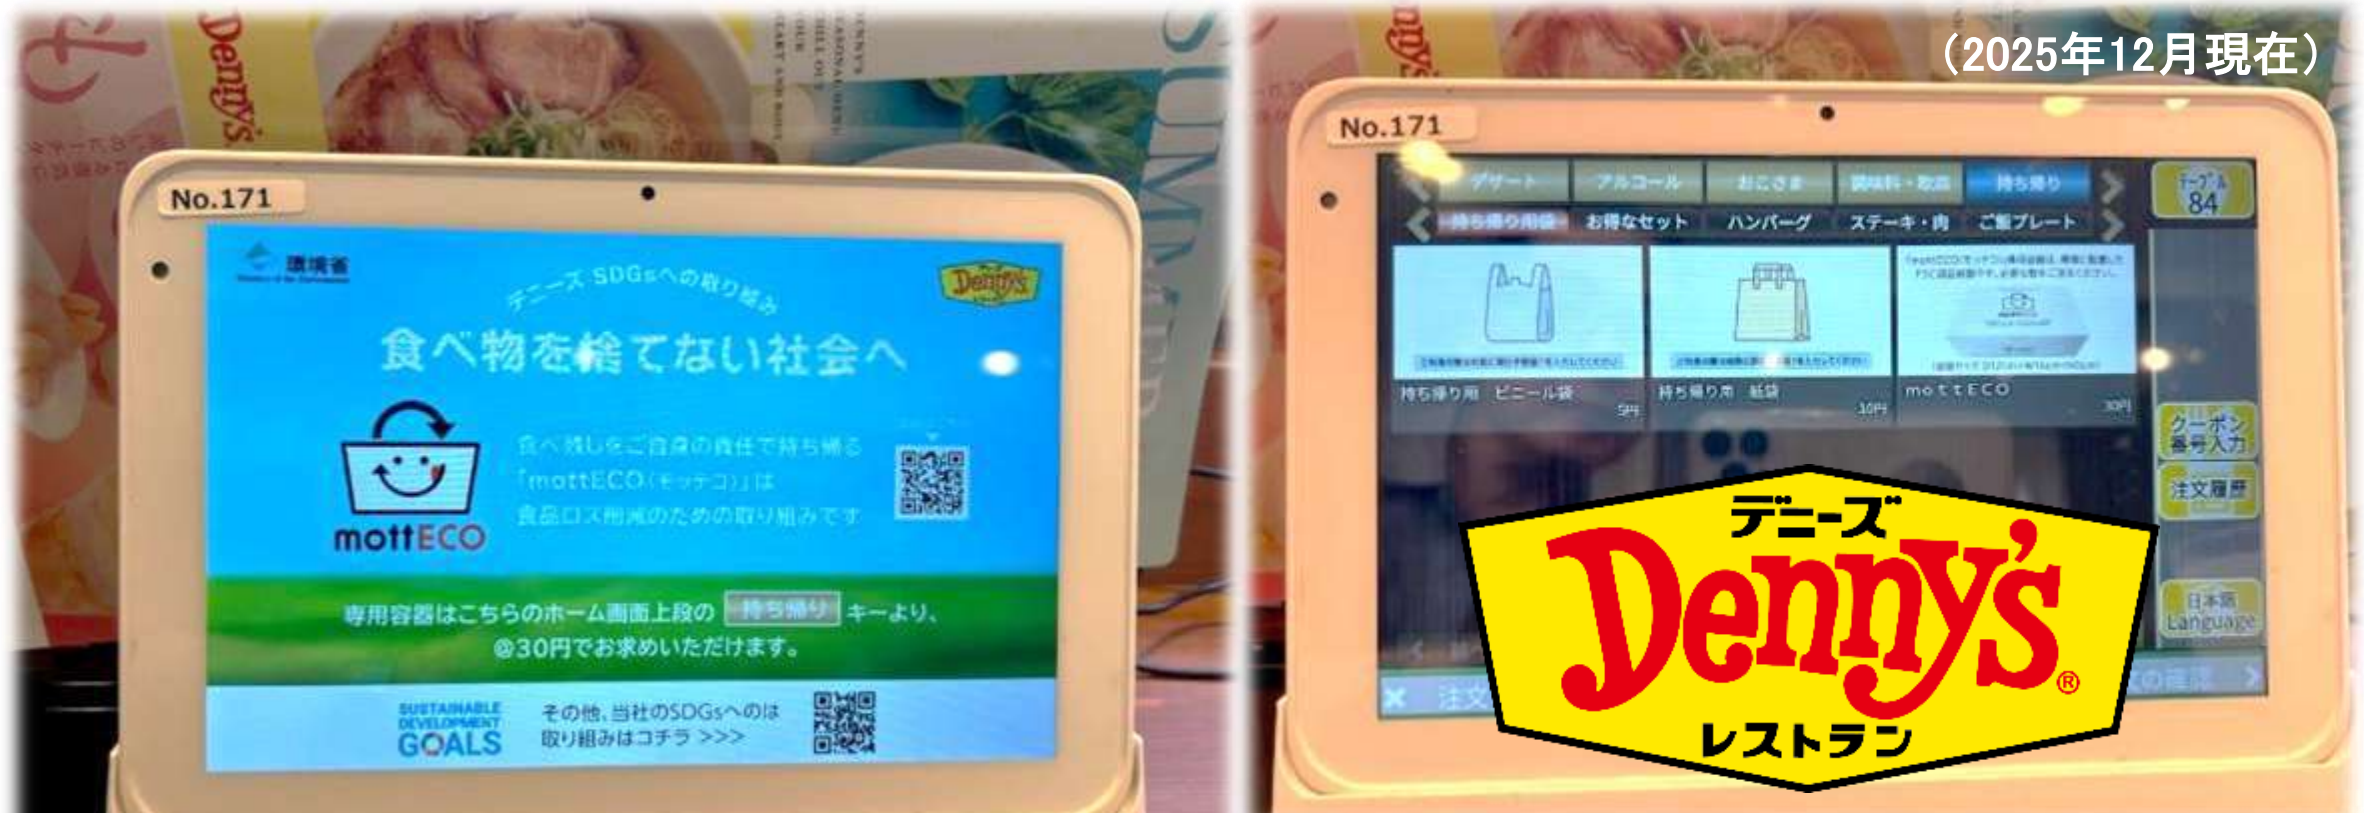 (2025年12月現在)
Denny's
No.171
環境省
デニーズ SDGsへの取り組み
Denny's
食べ物を捨てない社会へ
食べ残しをご自身の責任で持ち帰る
「mottECO(モッテコ)」は
食品ロス削減のための取り組みです
mottECO
専用容器はこちらのホーム画面上段の 持ち帰り キーより、
@30円でお求めいただけます。
SUSTAINABLE
DEVELOPMENT
GOALS
その他、当社のSDGsへのは
取り組みはコチラ >>>
No.171
デザート アルコール おこさま 調味料・取皿 持ち帰り
テーブル
84
持ち帰り用袋 お得なセット ハンバーグ ステーキ・肉 ご飯プレート
持ち帰り用 ビニール袋
5円
持ち帰り用 紙袋
10円
mottECO
30円
クーポン
番号入力
注文履歴
日本語
Language
注文
デニーズ
Denny's®
レストラン